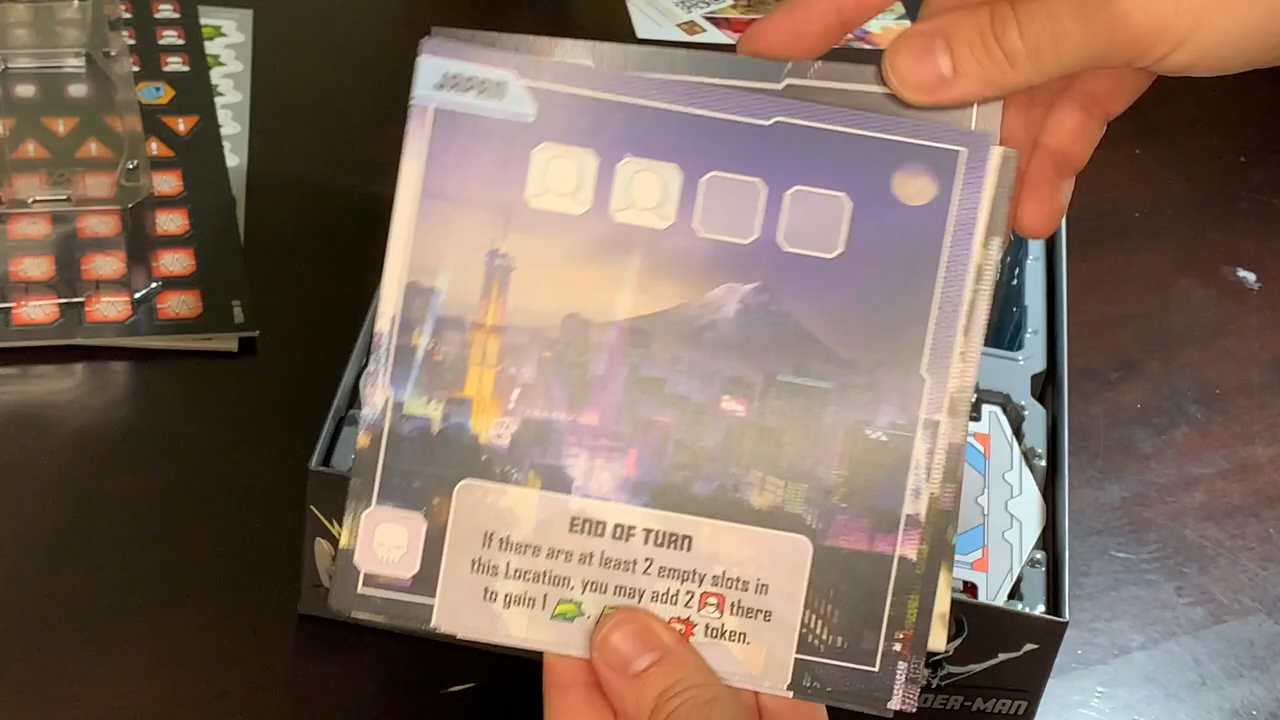 JAPAN
END OF TURN
If there are at least 2 empty slots in
this Location, you may add 2 there
to gain 1 , token.
DER-MAN